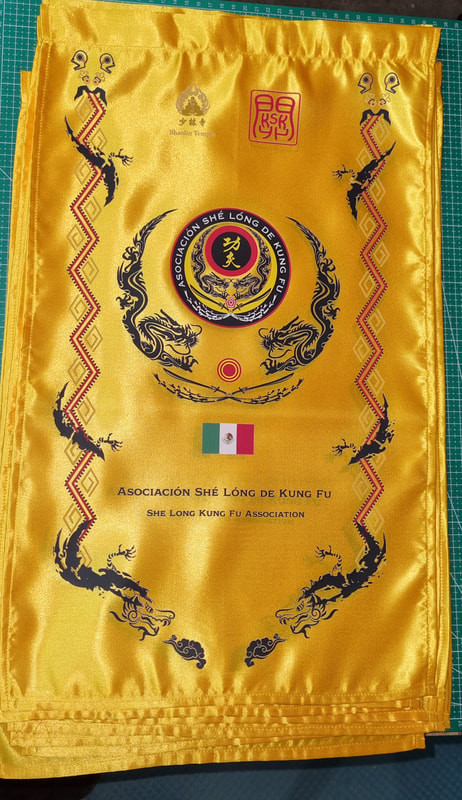 少林寺
Shaolin Temple
KSK
ASOCIACIÓN SHÉ LÓNG DE KUNG FU
功夫
ASOCIACIÓN SHÉ LÓNG DE KUNG FU
SHE LONG KUNG FU ASSOCIATION